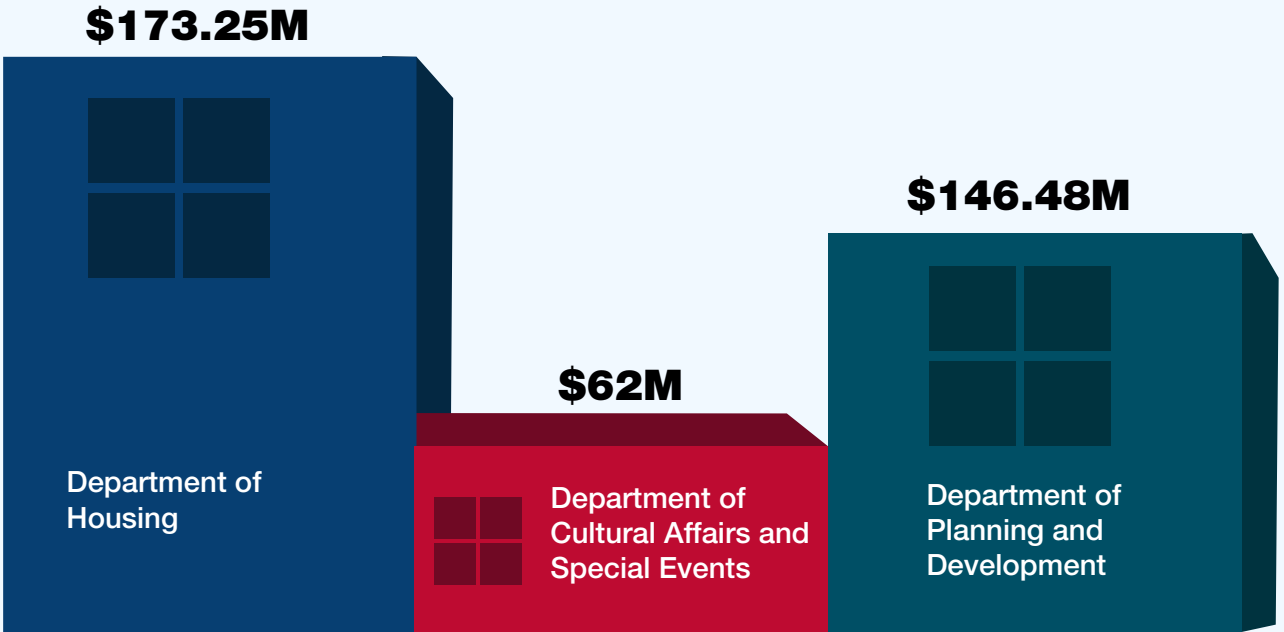 $173.25M
Department of
Housing
$62M
Department of
Cultural Affairs and
Special Events
$146.48M
Department of
Planning and
Development